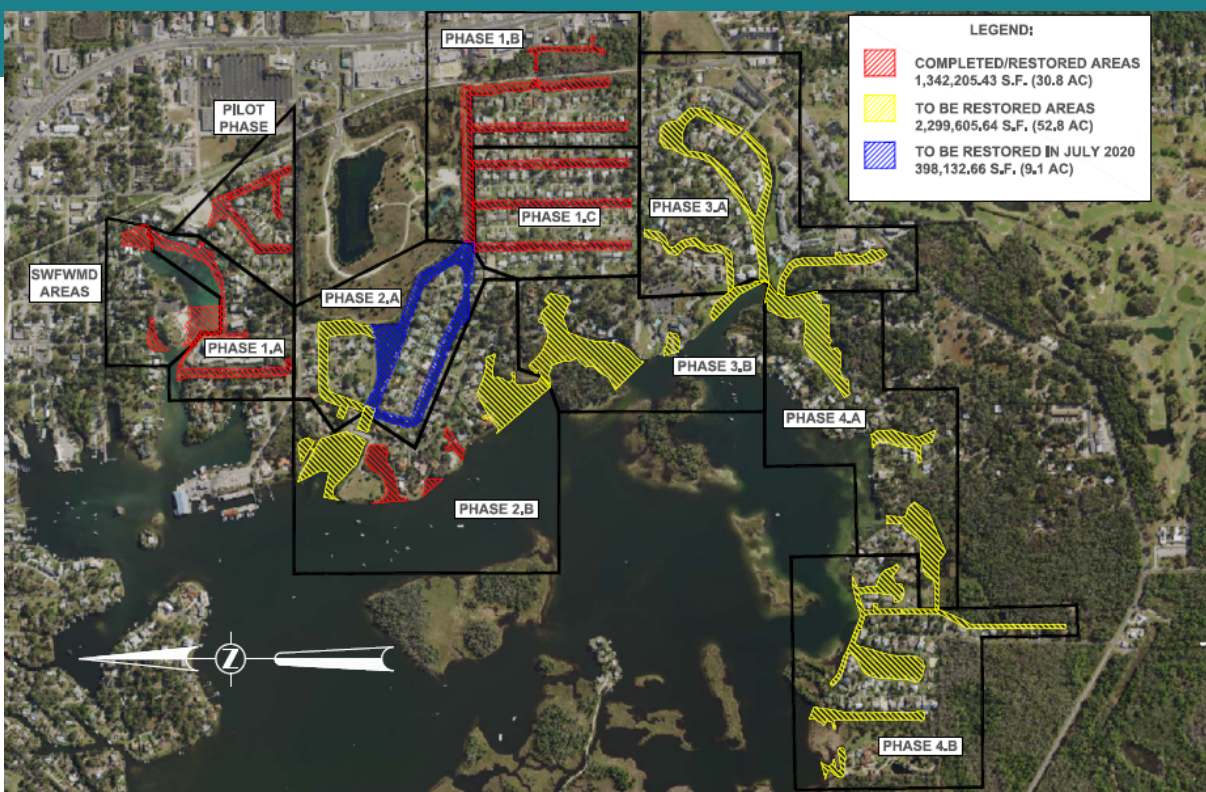 PHASE 1.B
LEGEND:
COMPLETED/RESTORED AREAS
1,342,205.43 S.F. (30.8 AC)
TO BE RESTORED AREAS
2,299,605.64 S.F. (52.8 AC)
TO BE RESTORED IN JULY 2020
398,132.66 S.F. (9.1 AC)
PILOT
PHASE
PHASE 3.A
PHASE 1.C
SWFWMD
AREAS
PHASE 2.A
PHASE 1.A
PHASE 3.B
PHASE 4.A
PHASE 2.B
Z
PHASE 4.B